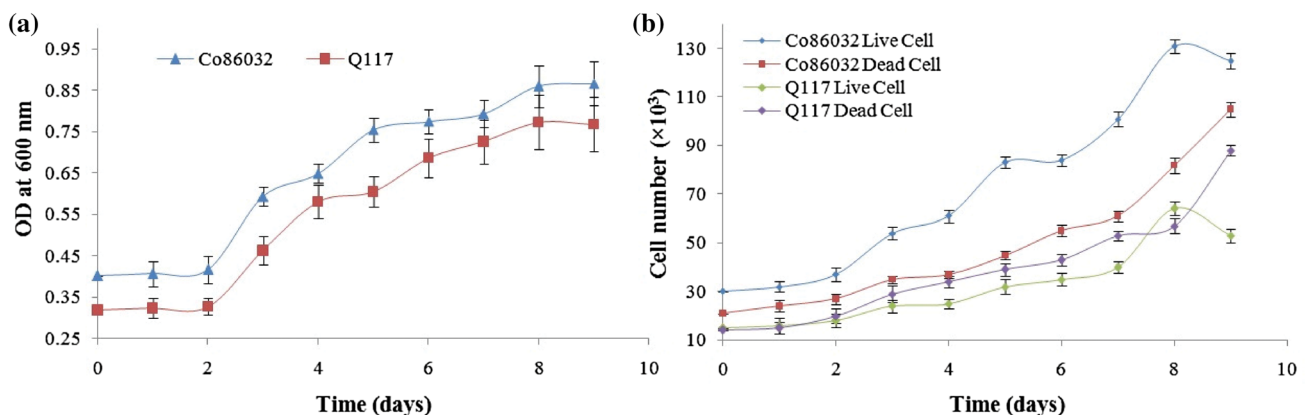 (a)
Co86032
Q117
OD at 600 nm
0.95
0.85
0.75
0.65
0.55
0.45
0.35
0.25
0
2
4
6
8
10
Time (days)
(b)
Co86032 Live Cell
Co86032 Dead Cell
Q117 Live Cell
Q117 Dead Cell
Cell number (×10³)
130
110
90
70
50
30
10
0
2
4
6
8
10
Time (days)